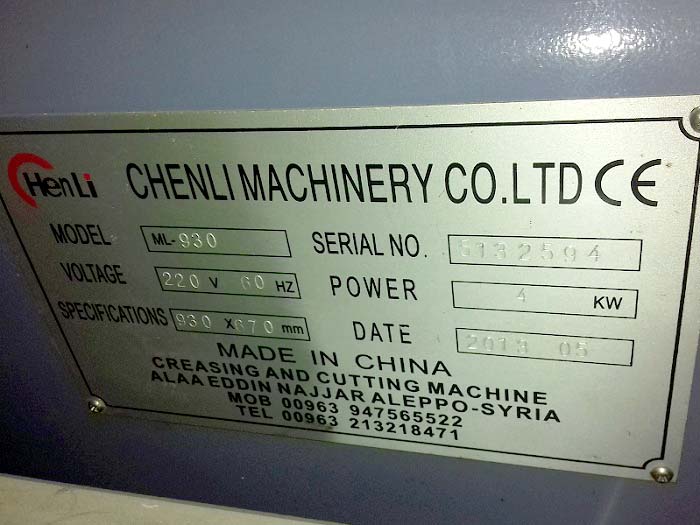 HenLi CHENLI MACHINERY CO.LTD CE
MODEL ML-930 SERIAL NO. 5132594
VOLTAGE 220 V 60 HZ POWER 4 KW
SPECIFICATIONS 930 X670 mm DATE 2013 05
MADE IN CHINA
CREASING AND CUTTING MACHINE
ALAA EDDIN NAJJAR ALEPPO-SYRIA
MOB 00963 947565522
TEL 00963 213218471